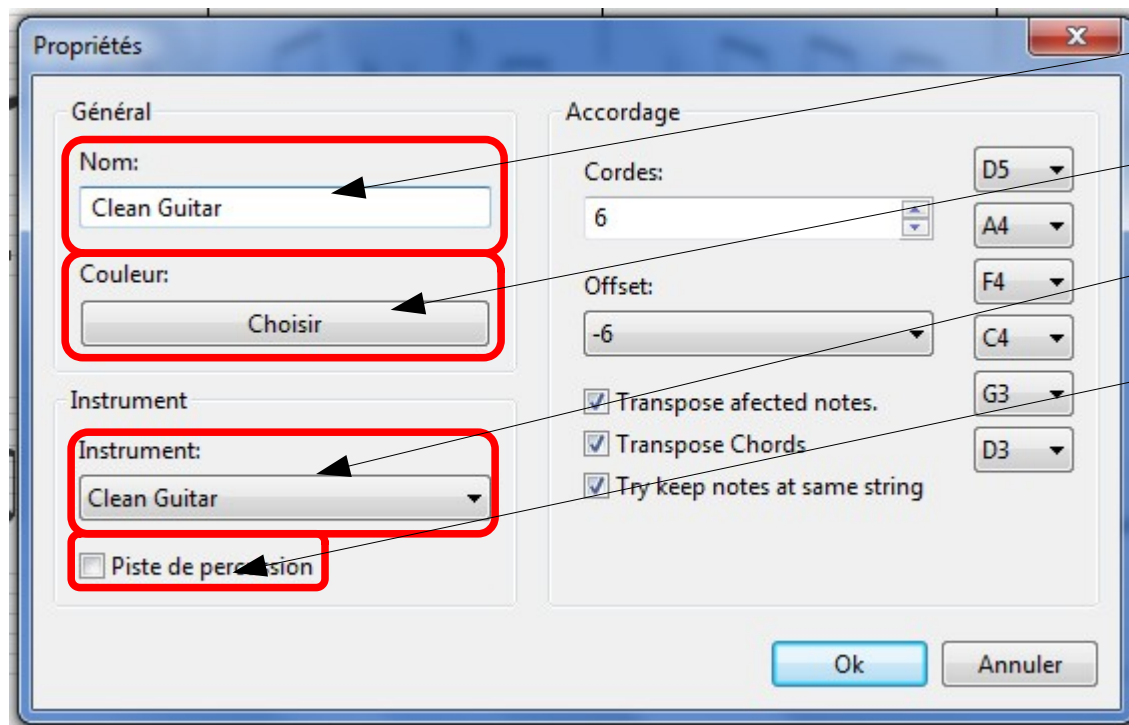 Propriétés
Général
Nom:
Clean Guitar
Couleur:
Choisir
Instrument
Instrument:
Clean Guitar
Piste de percussion
Accordage
Cordes:
6
Offset:
-6
Transpose afected notes.
Transpose Chords
Try keep notes at same string
D5
A4
F4
C4
G3
D3
Ok
Annuler